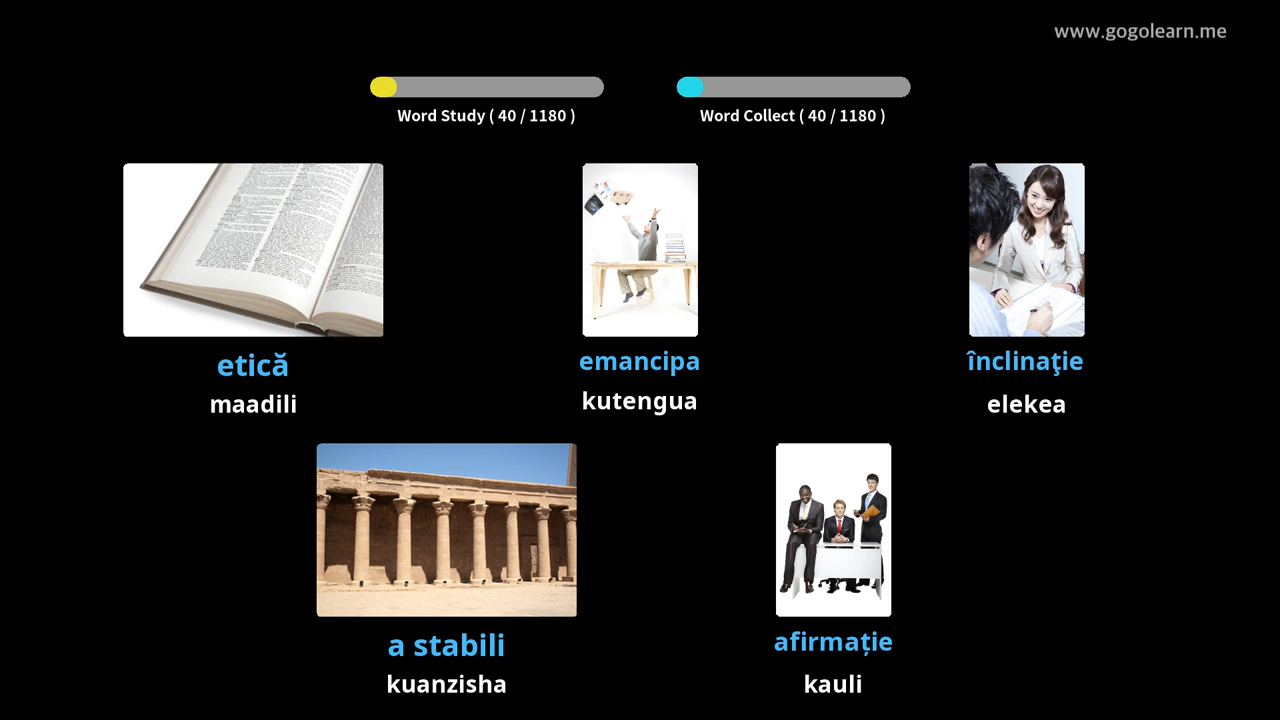 www.gogolearn.me
Word Study ( 40 / 1180 )
Word Collect ( 40 / 1180 )
etică
maadili
emancipa
kutengua
înclinaţie
elekea
a stabili
kuanzisha
afirmație
kauli